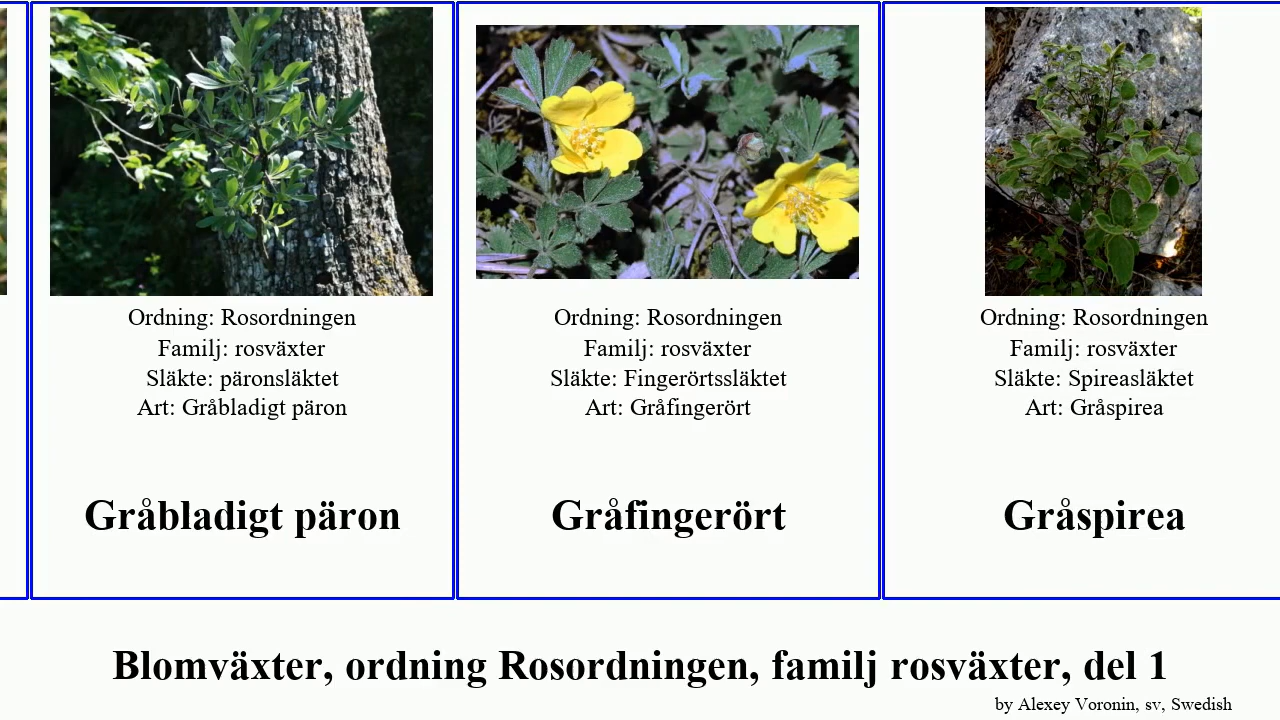 Ordning: Rosordningen
Familj: rosväxter
Släkte: päronsläktet
Art: Gråbladigt päron
Gråbladigt päron
Ordning: Rosordningen
Familj: rosväxter
Släkte: Fingerörtssläktet
Art: Gråfingerört
Gråfingerört
Ordning: Rosordningen
Familj: rosväxter
Släkte: Spireasläktet
Art: Gråspirea
Gråspirea
Blomväxter, ordning Rosordningen, familj rosväxter, del 1
by Alexey Voronin, sv, Swedish